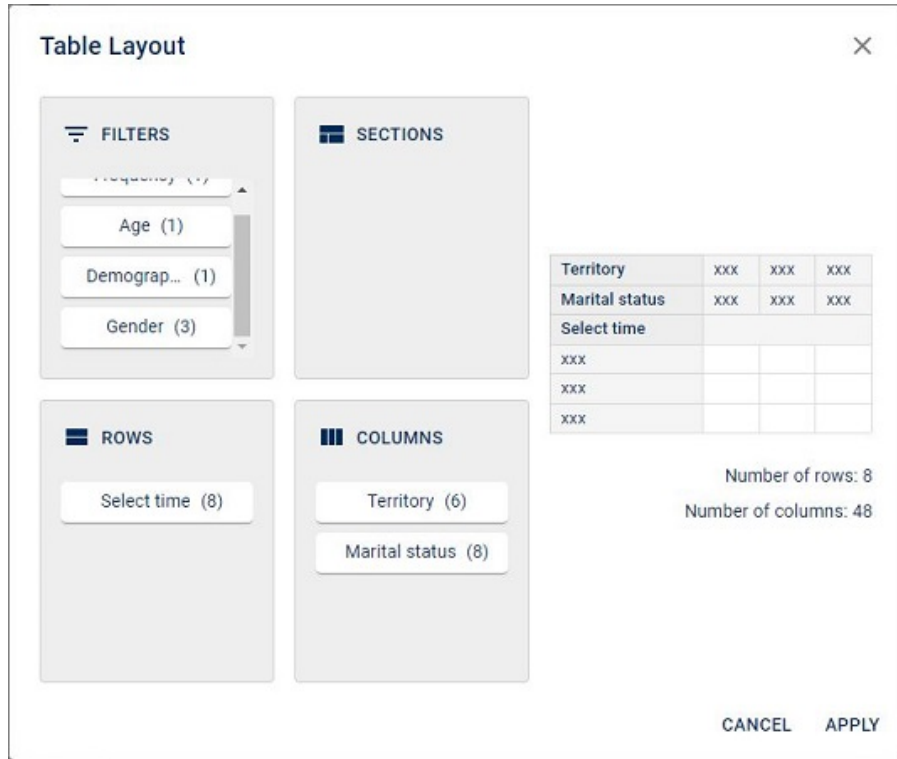 Table Layout
FILTERS
Frequency (1)
Age (1)
Demograp... (1)
Gender (3)
SECTIONS
ROWS
Select time (8)
COLUMNS
Territory (6)
Marital status (8)
Territory xxx xxx xxx
Marital status xxx xxx xxx
Select time
xxx
xxx
xxx
Number of rows: 8
Number of columns: 48
CANCEL APPLY